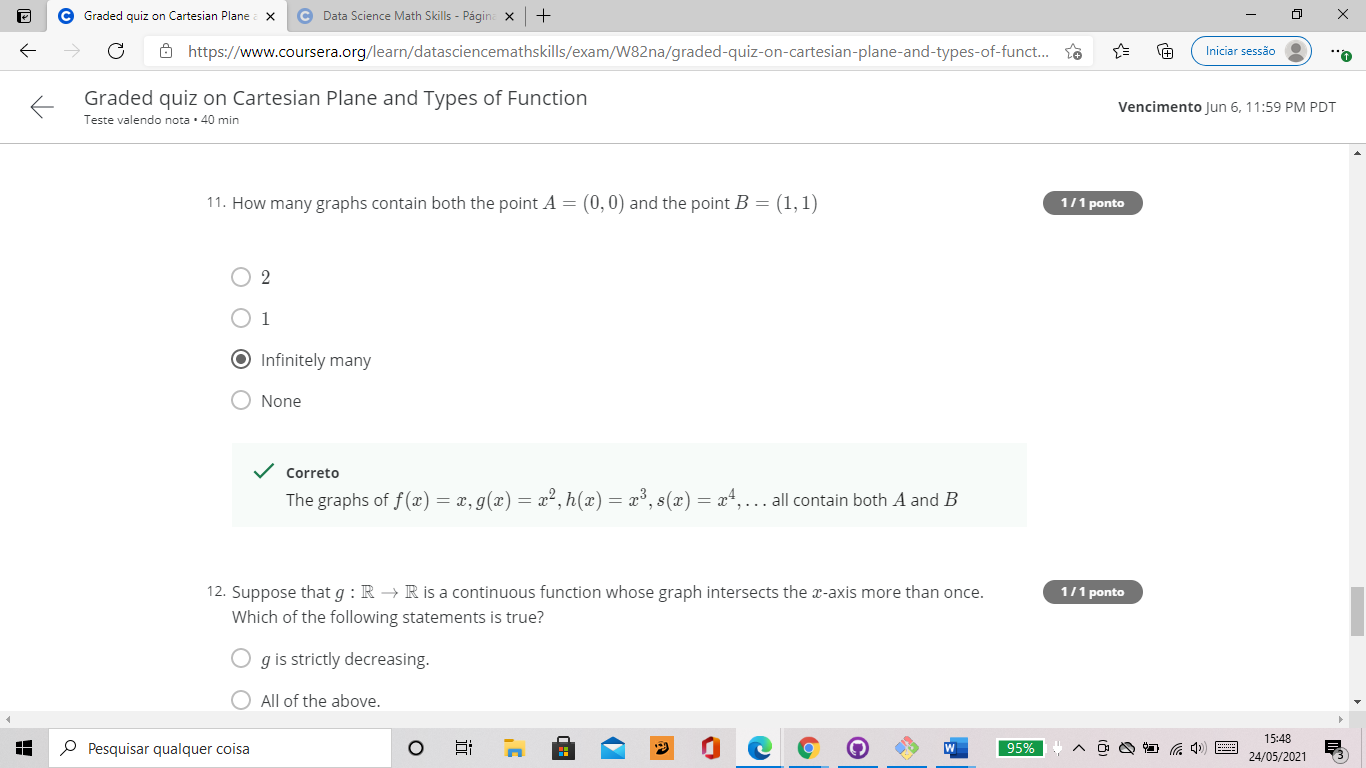 Graded quiz on Cartesian Plane a
Data Science Math Skills - Págin
https://www.coursera.org/learn/datasciencemathskills/exam/W82na/graded-quiz-on-cartesian-plane-and-types-of-funct...
Iniciar sessão
Graded quiz on Cartesian Plane and Types of Function
Teste valendo nota • 40 min
Vencimento Jun 6, 11:59 PM PDT
11. How many graphs contain both the point A = (0, 0) and the point B = (1, 1)
1 / 1 ponto
2
1
Infinitely many
None
Correto
The graphs of f(x) = x, g(x) = x², h(x) = x³, s(x) = x⁴, . . . all contain both A and B
12. Suppose that g : ℝ → ℝ is a continuous function whose graph intersects the x-axis more than once.
Which of the following statements is true?
1 / 1 ponto
g is strictly decreasing.
All of the above.
Pesquisar qualquer coisa
95%
15:48
24/05/2021
3